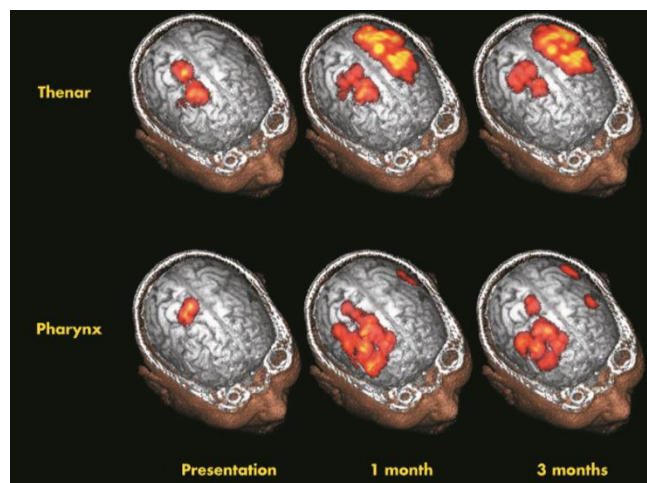 Thenar
Pharynx
Presentation
1 month
3 months